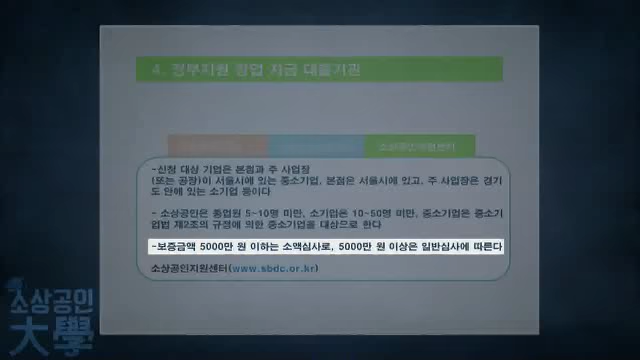 4. 정부지원 창업 자금 대출기관
소상공인지원센터
-신청 대상 기업은 본점과 주 사업장
(또는 공장)이 서울시에 있는 중소기업, 본점은 서울시에 있고, 주 사업장은 경기
도 안에 있는 소기업 등이다
- 소상공인은 통업원 5~10명 미만, 소기업은 10~50명 미만, 중소기업은 중소기
업법 제2조의 규정에 의한 중소기업을 대상으로 한다
-보증금액 5000만 원 이하는 소액심사로, 5000만 원 이상은 일반심사에 따른다
소상공인지원센터(www.sbdc.or.kr)
소상공인
大學